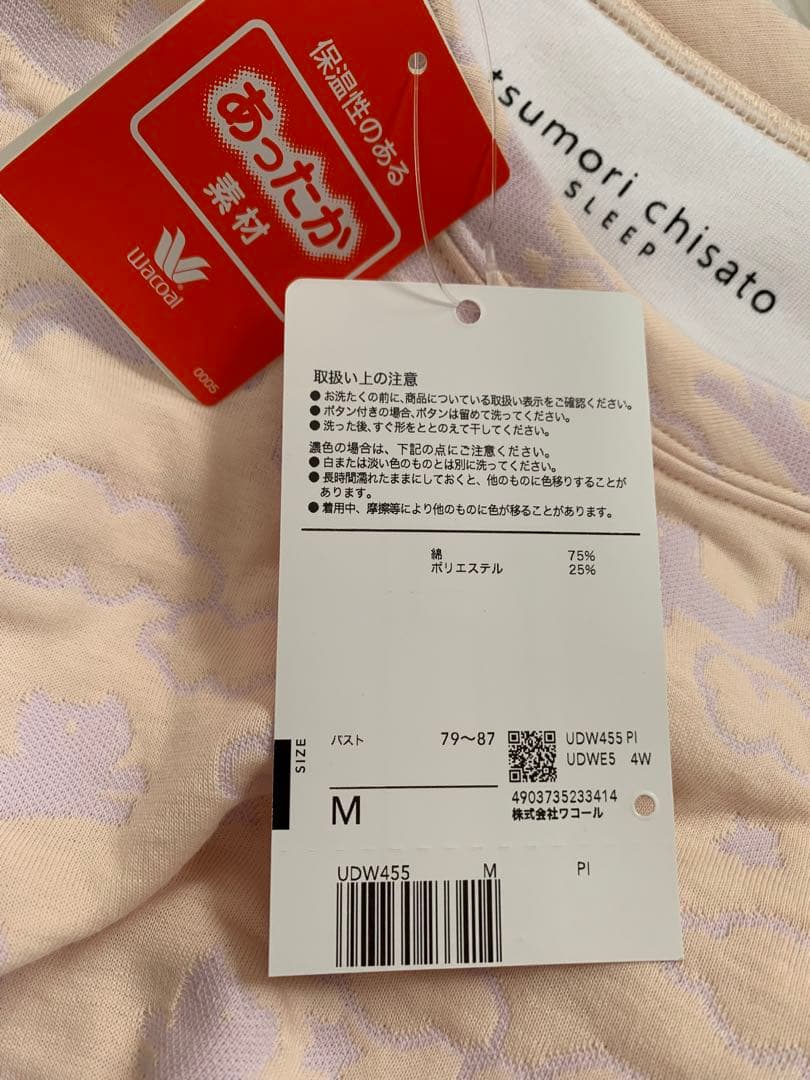 保温性のある
あったか
素材
Wacoal
0005
tsumori chisato
SLEEP
取扱い上の注意
●お洗たくの前に、商品についている取扱い表示をご確認ください。
●ボタン付きの場合、ボタンは留めて洗ってください。
●洗った後、すぐ形をととのえて干してください。
濃色の場合は、下記の点にご注意ください。
●白または淡い色のものとは別に洗ってください。
●長時間濡れたままにしておくと、他のものに色移りすることが
あります。
●着用中、摩擦等により他のものに色が移ることがあります。
綿 75%
ポリエステル 25%
SIZE
バスト 79〜87
M
UDW455 PI
UDWE5 4W
4903735233414
株式会社ワコール
UDW455 M PI